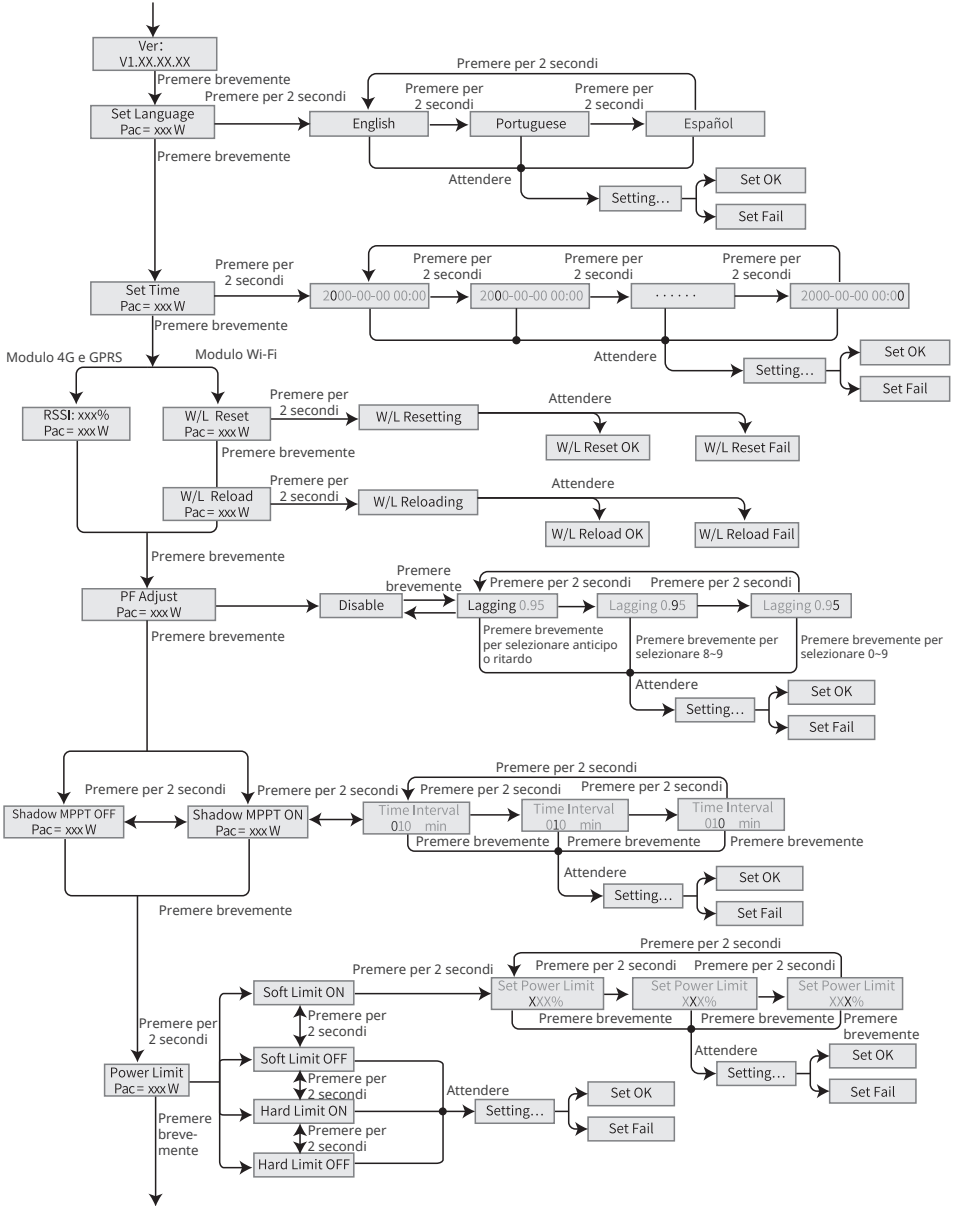 Ver:
V1.XX.XX.XX
Premere brevemente
Premere per 2 secondi
Premere per 2 secondi
Premere per
2 secondi
Premere per
2 secondi
Set Language
Pac= xxx W
English
Portuguese
Español
Premere brevemente
Attendere
Setting...
Set OK
Set Fail
Premere per
2 secondi
Premere per
2 secondi
Premere per
2 secondi
Premere per
2 secondi
Set Time
Pac= xxx W
2000-00-00 00:00
2000-00-00 00:00
......
2000-00-00 00:00
Premere brevemente
Attendere
Setting...
Set OK
Set Fail
Modulo 4G e GPRS
Modulo Wi-Fi
RSSI: xxx%
Pac= xxx W
W/L Reset
Pac= xxx W
Premere per
2 secondi
W/L Resetting
Attendere
W/L Reset OK
W/L Reset Fail
Premere brevemente
W/L Reload
Pac= xxx W
Premere per
2 secondi
W/L Reloading
Attendere
W/L Reload OK
W/L Reload Fail
Premere brevemente
PF Adjust
Pac= xxx W
Disable
Premere
brevemente
Premere per 2 secondi
Premere per 2 secondi
Lagging 0.95
Lagging 0.95
Lagging 0.95
Premere brevemente
Premere brevemente
per selezionare anticipo
o ritardo
Premere brevemente per
selezionare 8~9
Premere brevemente per
selezionare 0~9
Attendere
Setting...
Set OK
Set Fail
Premere per 2 secondi
Premere per 2 secondi
Premere per 2 secondi
Premere per 2 secondi
Premere per 2 secondi
Shadow MPPT OFF
Pac= xxx W
Shadow MPPT ON
Pac= xxx W
Time Interval
010 min
Time Interval
010 min
Time Interval
010 min
Premere brevemente
Premere brevemente
Premere brevemente
Attendere
Setting...
Set OK
Set Fail
Premere brevemente
Premere per 2 secondi
Premere per 2 secondi
Premere per 2 secondi
Premere per 2 secondi
Soft Limit ON
Set Power Limit
XXX%
Set Power Limit
XXX%
Set Power Limit
XXX%
Premere brevemente
Premere brevemente
Premere
brevemente
Premere per
2 secondi
Premere per
2 secondi
Soft Limit OFF
Attendere
Setting...
Set OK
Set Fail
Power Limit
Pac= xxx W
Premere per
2 secondi
Hard Limit ON
Attendere
Setting...
Set OK
Set Fail
Premere
breve-
mente
Premere per
2 secondi
Hard Limit OFF